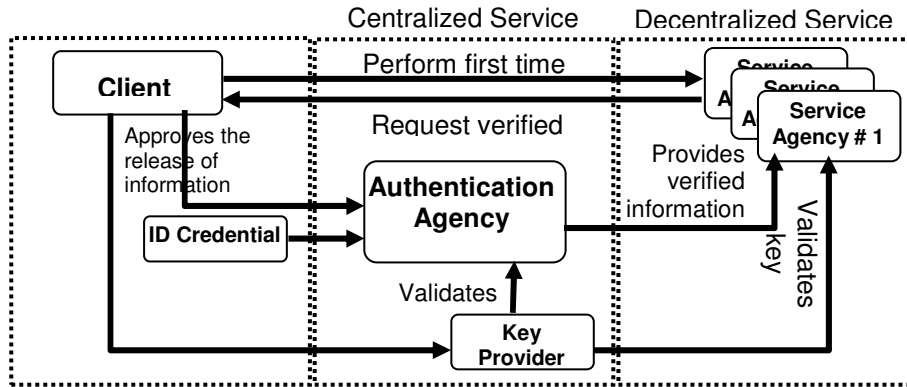 Centralized Service
Decentralized Service
Client
Perform first time
Service
Service
Service
Agency # 1
Request verified
Approves the
release of
information
Provides
verified
information
Authentication
Agency
ID Credential
Validates
key
Validates
Key
Provider